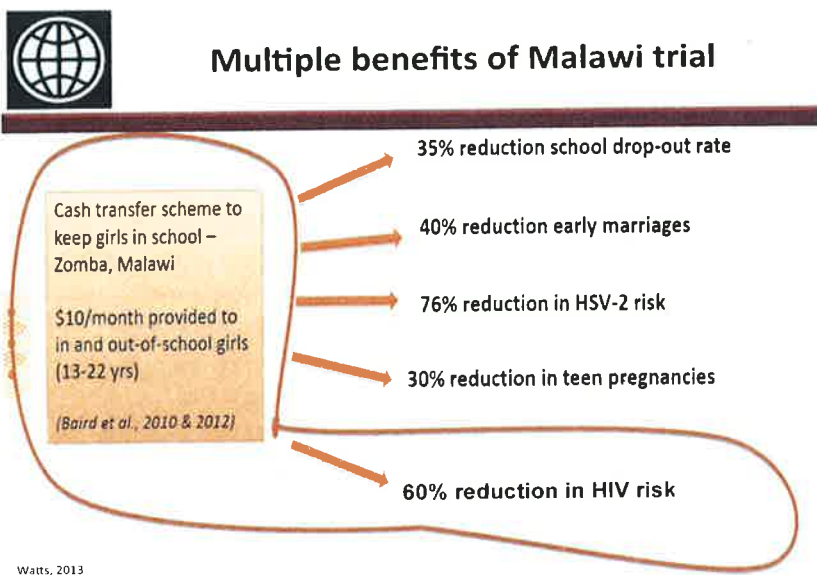 Multiple benefits of Malawi trial
Cash transfer scheme to
keep girls in school –
Zomba, Malawi
$10/month provided to
in and out-of-school girls
(13-22 yrs)
(Baird et al., 2010 & 2012)
35% reduction school drop-out rate
40% reduction early marriages
76% reduction in HSV-2 risk
30% reduction in teen pregnancies
60% reduction in HIV risk
Watts, 2013